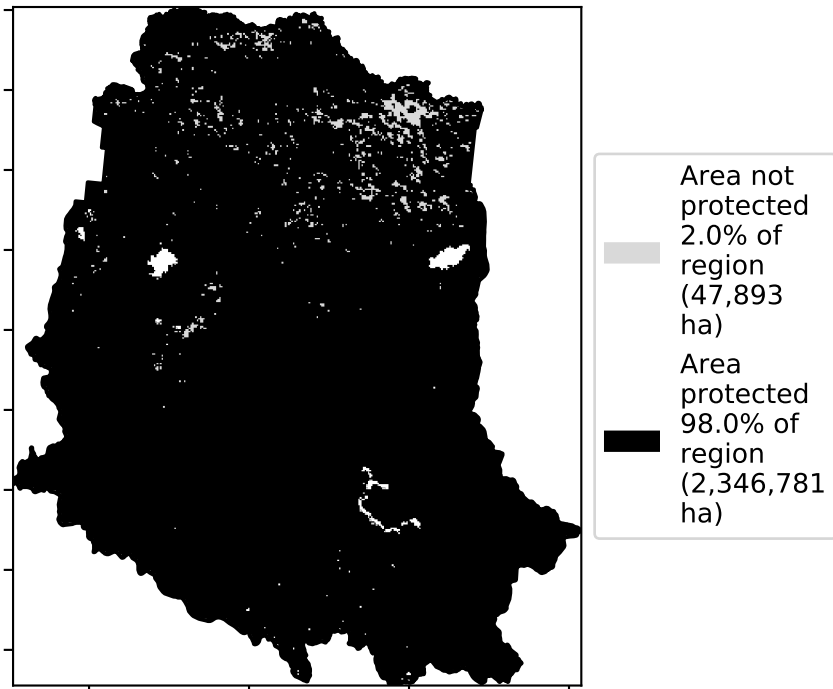 Area not
protected
2.0% of
region
(47,893
ha)
Area
protected
98.0% of
region
(2,346,781
ha)